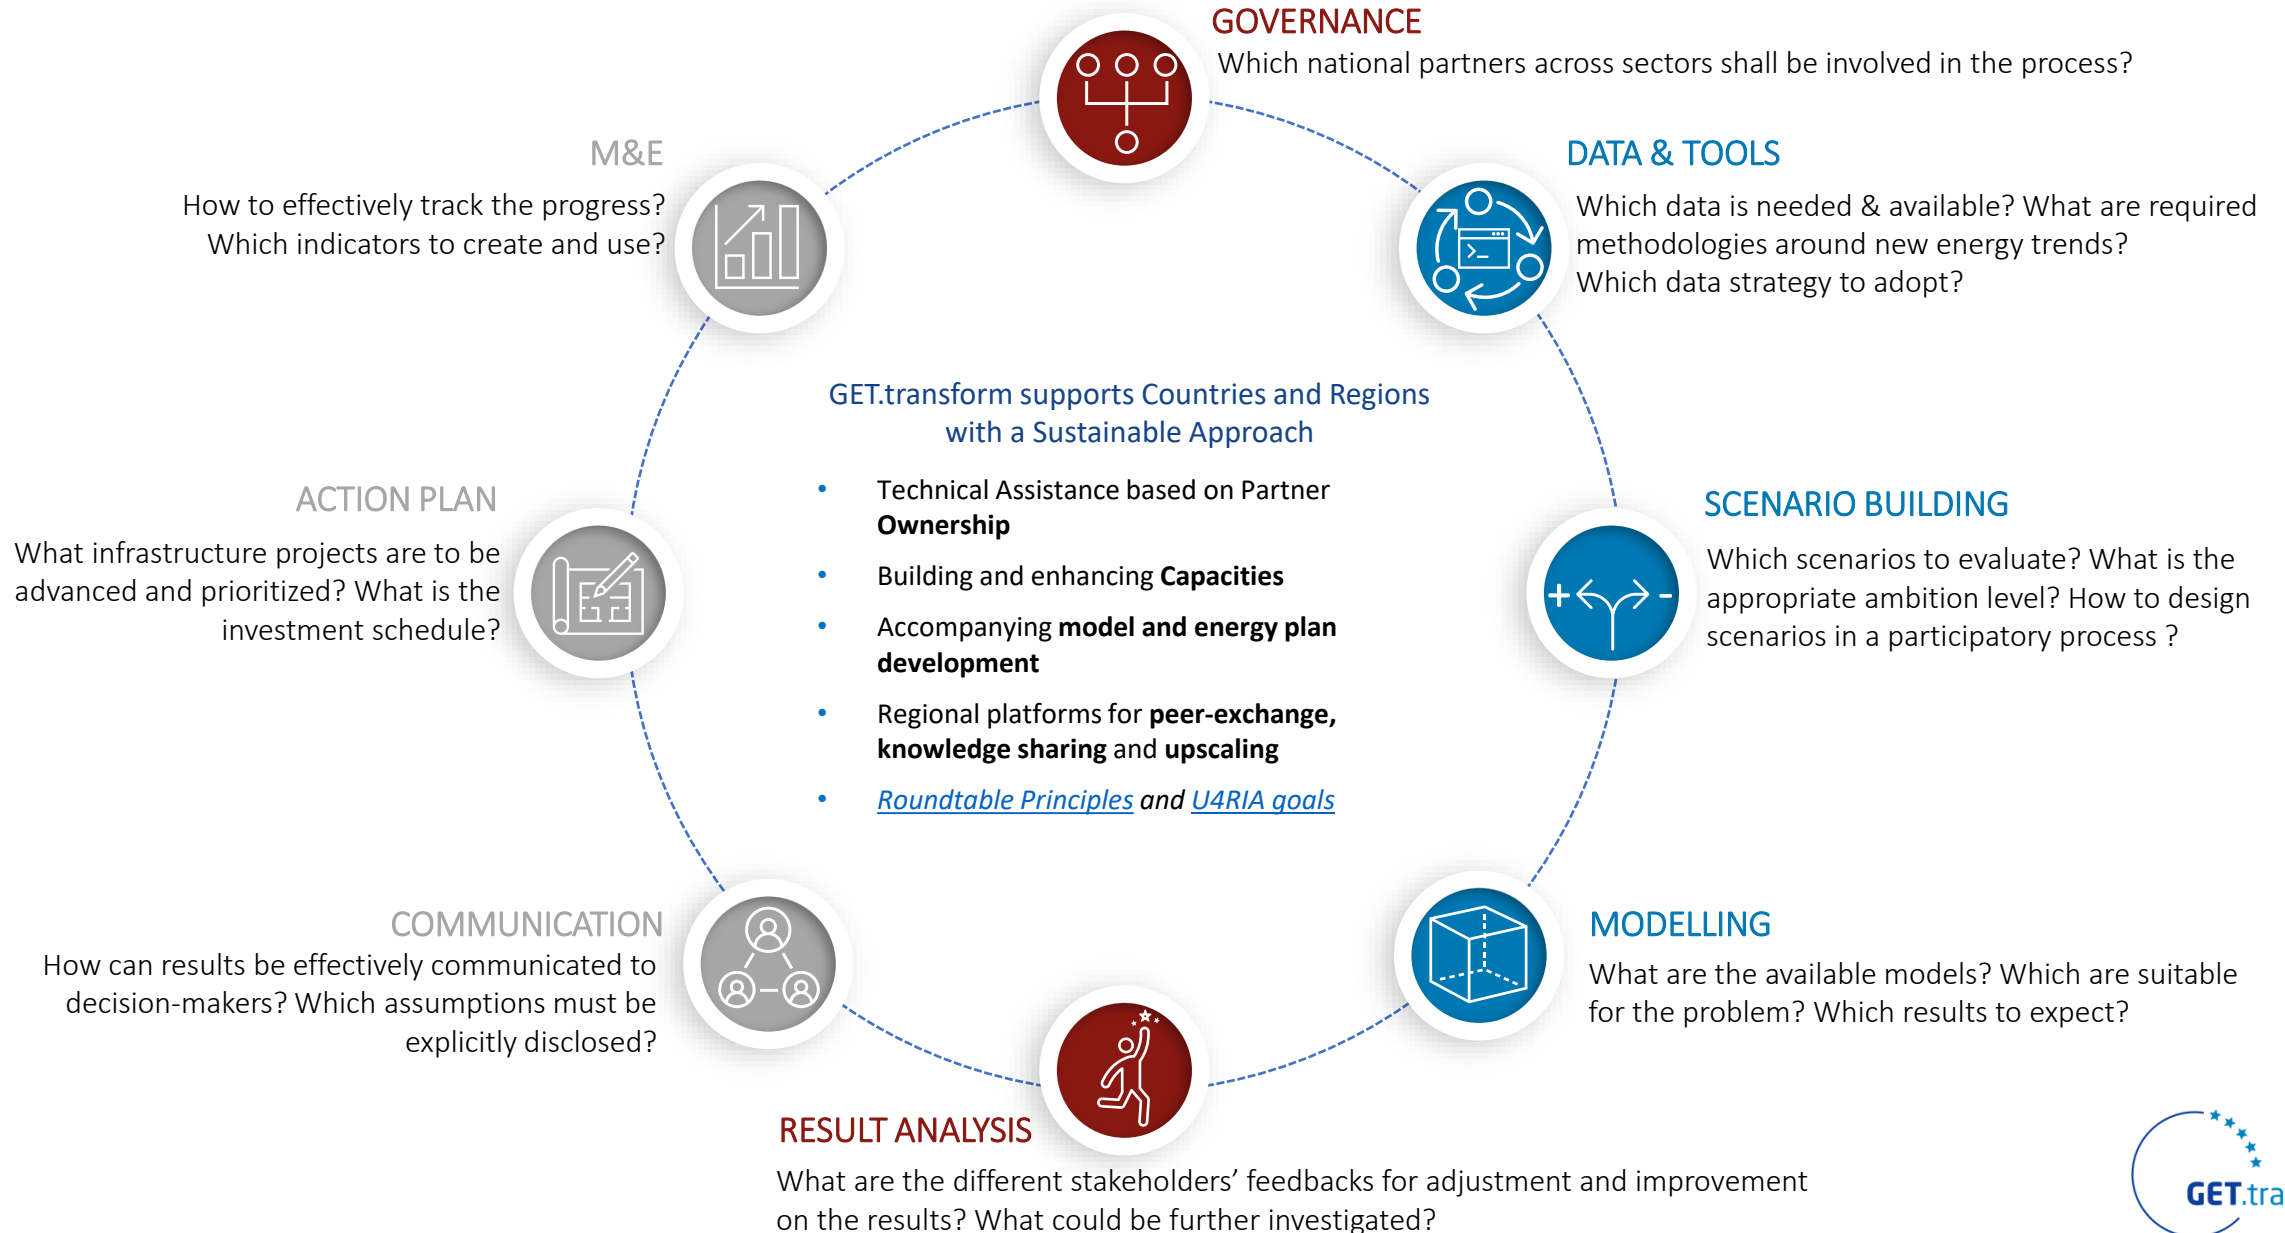 GOVERNANCE
Which national partners across sectors shall be involved in the process?
DATA & TOOLS
Which data is needed & available? What are required
methodologies around new energy trends?
Which data strategy to adopt?
SCENARIO BUILDING
Which scenarios to evaluate? What is the
appropriate ambition level? How to design
scenarios in a participatory process ?
MODELLING
What are the available models? Which are suitable
for the problem? Which results to expect?
RESULT ANALYSIS
What are the different stakeholders’ feedbacks for adjustment and improvement
on the results? What could be further investigated?
COMMUNICATION
How can results be effectively communicated to
decision-makers? Which assumptions must be
explicitly disclosed?
ACTION PLAN
What infrastructure projects are to be
advanced and prioritized? What is the
investment schedule?
M&E
How to effectively track the progress?
Which indicators to create and use?
GET.transform supports Countries and Regions
with a Sustainable Approach
• Technical Assistance based on Partner
Ownership
• Building and enhancing Capacities
• Accompanying model and energy plan
development
• Regional platforms for peer-exchange,
knowledge sharing and upscaling
• Roundtable Principles and U4RIA goals
GET.tra